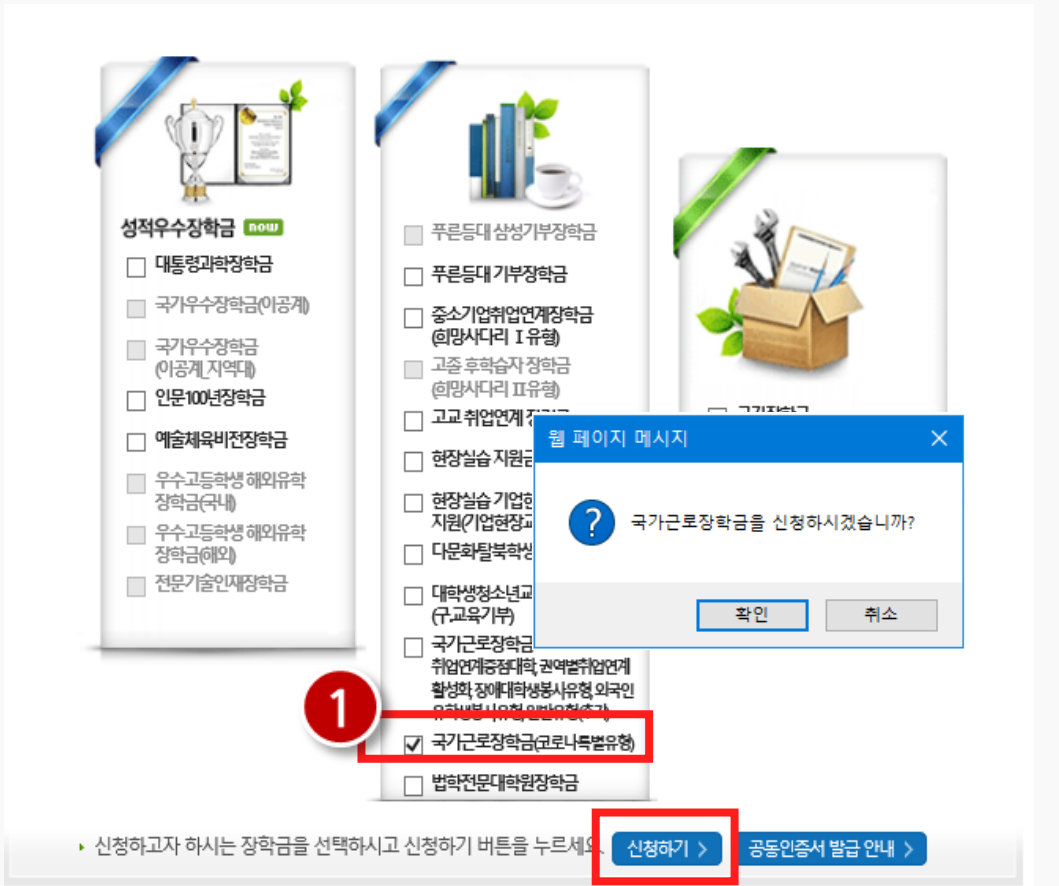 성적우수장학금 now
대통령과학장학금
국가우수장학금(이공계)
국가우수장학금
(이공계_지역대)
인문100년장학금
예술체육비전장학금
우수고등학생 해외유학
장학금(국내)
우수고등학생 해외유학
장학금(해외)
전문기술인재장학금
푸른등대 삼성기부장학금
푸른등대 기부장학금
중소기업취업연계장학금
(희망사다리 I 유형)
고졸 후학습자 장학금
(희망사다리 II유형)
고교 취업연계
현장실습 지원금
현장실습 기업현
지원(기업현장교
다문화탈북학생
대학생청소년교
(구.교육기부)
국가근로장학금
취업연계중점대학, 권역별취업연계
활성화, 장애대학생봉사유형, 외국인
유학생봉사유형, 일반유형(추가)
국가근로장학금(코로나특별유형)
법학전문대학원장학금
웹 페이지 메시지
국가근로장학금을 신청하시겠습니까?
확인
취소
1
신청하고자 하시는 장학금을 선택하시고 신청하기 버튼을 누르세요.
신청하기 >
공동인증서 발급 안내 >